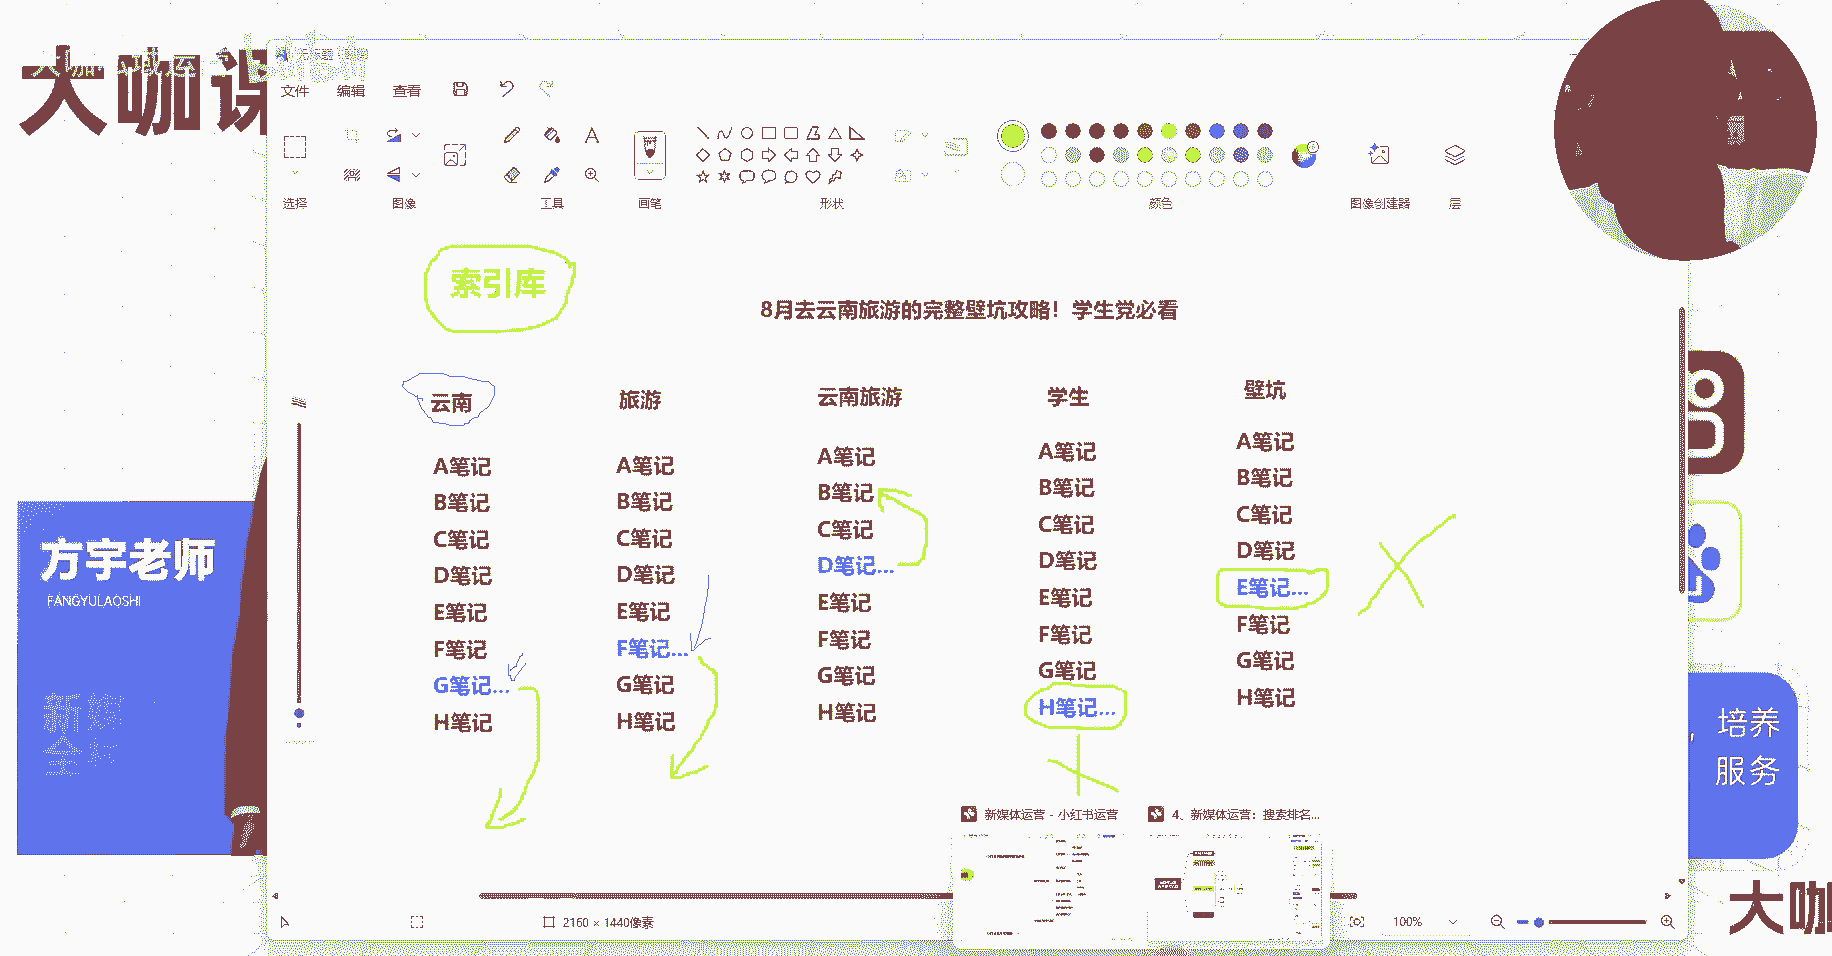 大咖课
文件 编辑 查看
选择 图像 工具 画笔 形状 颜色 图像创建器 层
索引库
8月去云南旅游的完整壁坑攻略！学生党必看
云南
A笔记
B笔记
C笔记
D笔记
E笔记
F笔记
G笔记...
H笔记
旅游
A笔记
B笔记
C笔记
D笔记
E笔记
F笔记...
G笔记
H笔记
云南旅游
A笔记
B笔记
C笔记
D笔记...
E笔记
F笔记
G笔记
H笔记
学生
A笔记
B笔记
C笔记
D笔记
E笔记
F笔记
G笔记
H笔记...
壁坑
A笔记
B笔记
C笔记
D笔记
E笔记...
F笔记
G笔记
H笔记
方宇老师
FANGYULAOSHI
，培养
服务
新媒体运营 - 小红书运营
4、新媒体运营：搜索排名...
2160 × 1440像素
100%
大咖